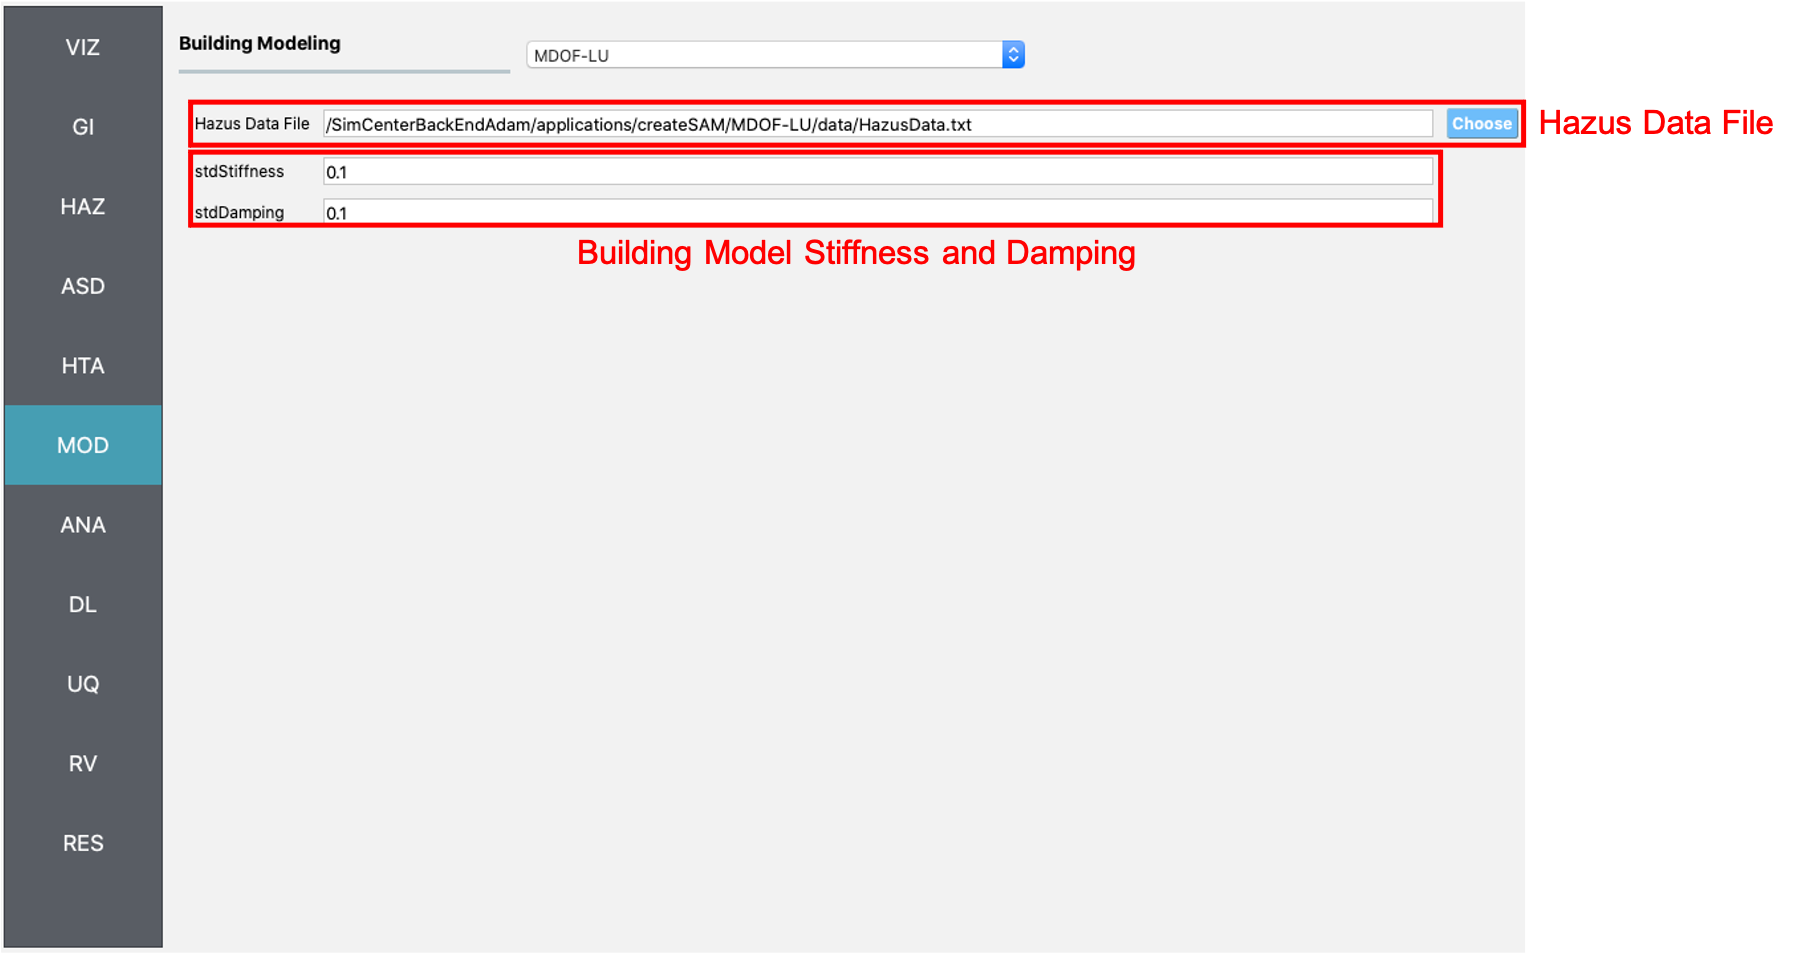 VIZ
GI
HAZ
ASD
HTA
MOD
ANA
DL
UQ
RV
RES
Building Modeling
MDOF-LU
Hazus Data File /SimCenterBackEndAdam/applications/createSAM/MDOF-LU/data/HazusData.txt Choose
Hazus Data File
stdStiffness 0.1
stdDamping 0.1
Building Model Stiffness and Damping